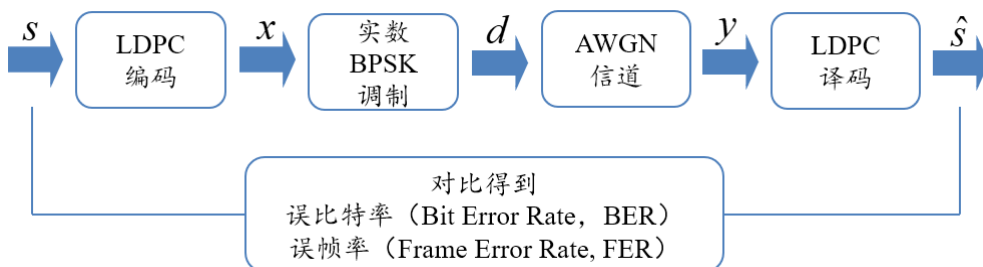 s
LDPC
编码
x
实数
BPSK
调制
d
AWGN
信道
y
LDPC
译码
ŝ
对比得到
误比特率（Bit Error Rate，BER）
误帧率（Frame Error Rate, FER）